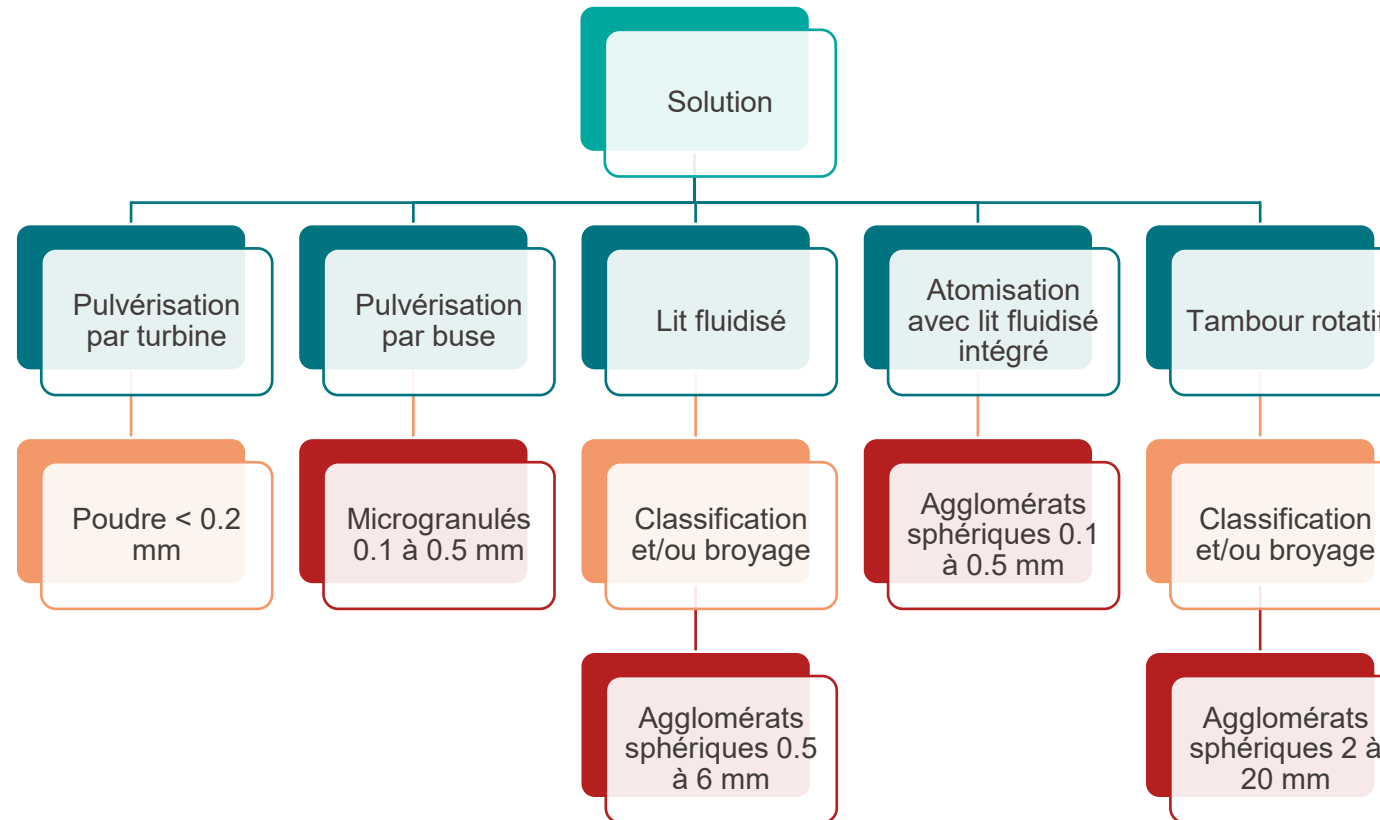 Solution
Pulvérisation
par turbine
Pulvérisation
par buse
Lit fluidisé
Atomisation
avec lit fluidisé
intégré
Tambour rotatif
Poudre < 0.2
mm
Microgranulés
0.1 à 0.5 mm
Classification
et/ou broyage
Agglomérats
sphériques 0.1
à 0.5 mm
Classification
et/ou broyage
Agglomérats
sphériques 0.5
à 6 mm
Agglomérats
sphériques 2 à
20 mm